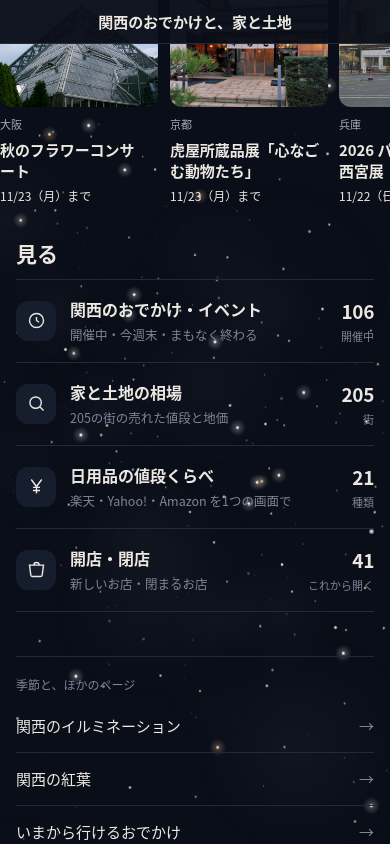 関西のおでかけと、家と土地
大阪
京都
兵庫
秋のフラワーコンサ
ート
虎屋所蔵品展「心なご
む動物たち」
2026
西宮展
11/23（月）まで
11/23（月）まで
11/22
見る
関西のおでかけ・イベント
106
開催中・今週末・まもなく終わる
開催中
家と土地の相場
205
205の街の売れた値段と地価
街
日用品の値段くらべ
21
楽天・Yahoo!・Amazon を1つの画面で
種類
開店・閉店
41
新しいお店・閉まるお店
これから開く
季節と、ほかのページ
関西のイルミネーション
→
関西の紅葉
→
いまから行けるおでかけ
→